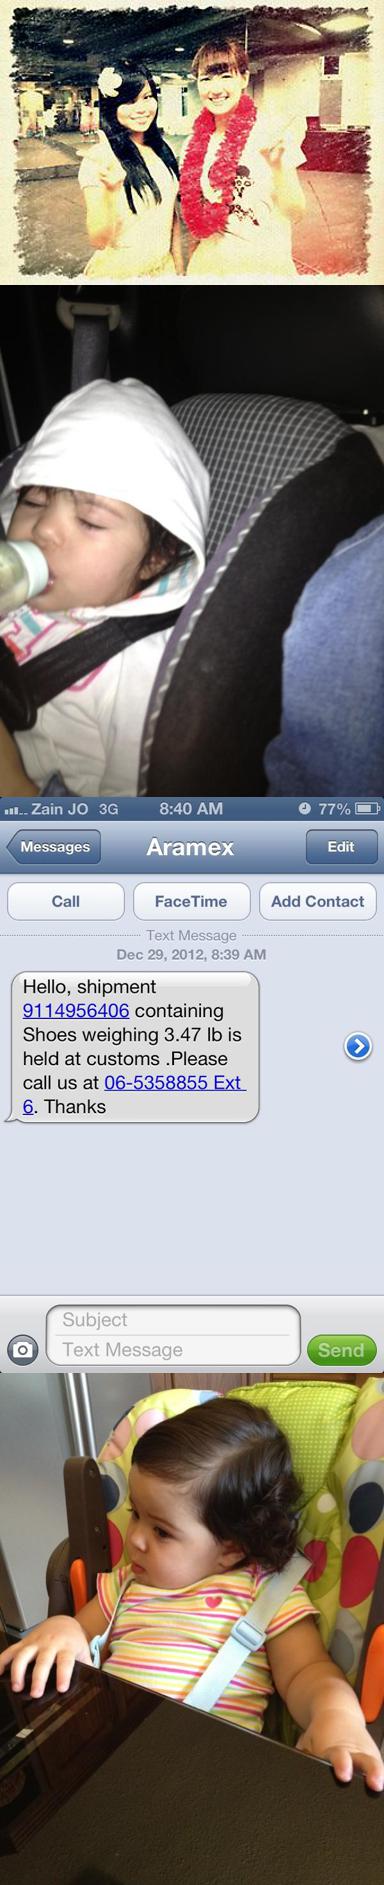 Zain JO 3G 8:40 AM 77%
Messages Aramex Edit
Call FaceTime Add Contact
Text Message
Dec 29, 2012, 8:39 AM
Hello, shipment
9114956406 containing
Shoes weighing 3.47 lb is
held at customs .Please
call us at 06-5358855 Ext
6. Thanks
Subject
Text Message Send